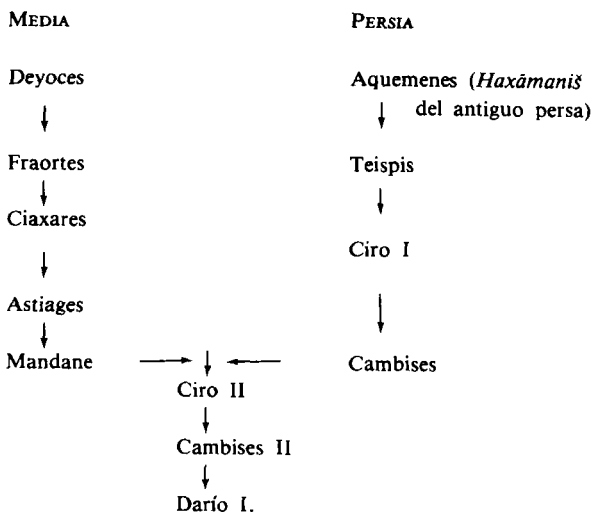 MEDIA
Deyoces
Fraortes
Ciaxares
Astiages
Mandane
PERSIA
Aquemenes (Haxāmaniš
del antiguo persa)
Teispis
Ciro I
Cambises
Ciro II
Cambises II
Darío I.